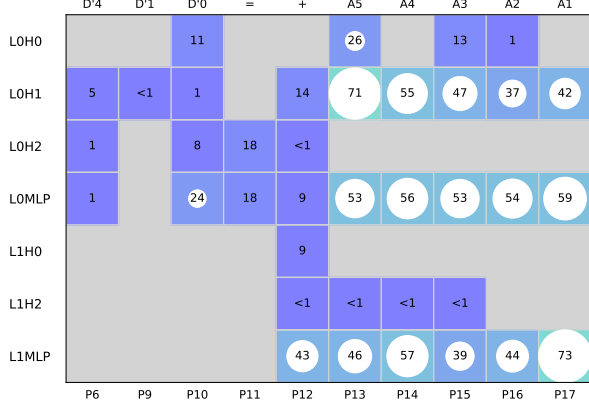 D'4 D'1 D'0 = + A5 A4 A3 A2 A1
L0H0 11 26 13 1
L0H1 5 <1 1 14 71 55 47 37 42
L0H2 1 8 18 <1
L0MLP 1 24 18 9 53 56 53 54 59
L1H0 9
L1H2 <1 <1 <1 <1
L1MLP 43 46 57 39 44 73
P6 P9 P10 P11 P12 P13 P14 P15 P16 P17